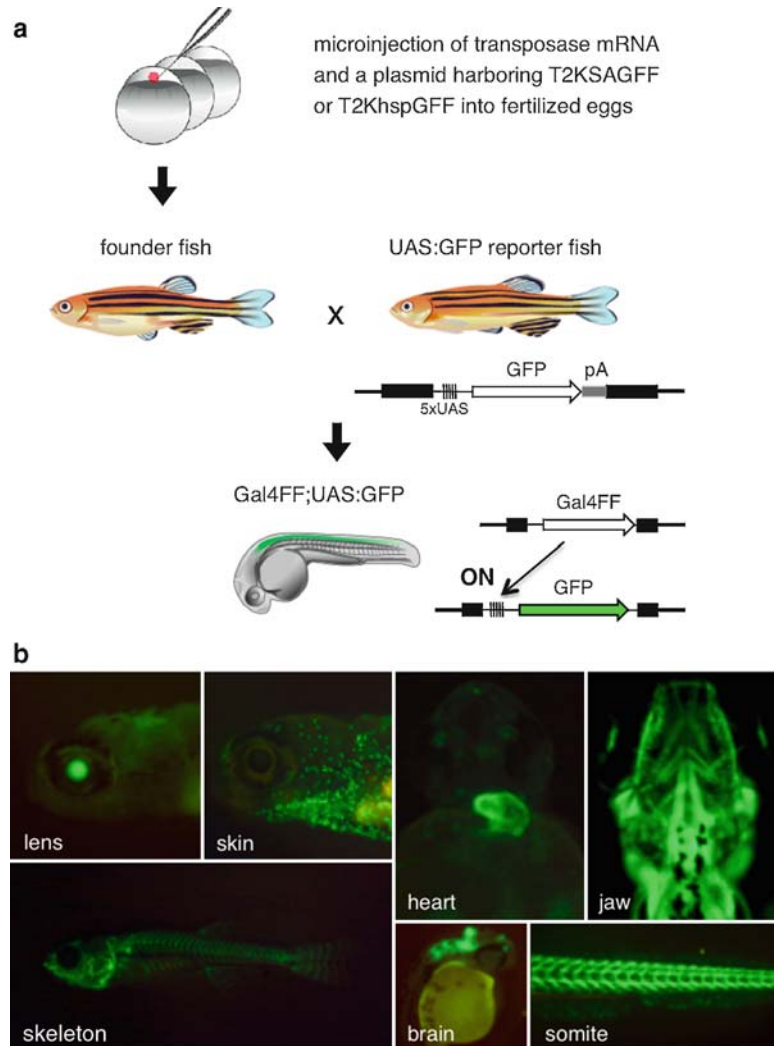 a
microinjection of transposase mRNA
and a plasmid harboring T2KSAGFF
or T2KhspGFF into fertilized eggs
founder fish
UAS:GFP reporter fish
X
GFP
pA
5xUAS
Gal4FF;UAS:GFP
Gal4FF
ON
GFP
b
lens
skin
heart
jaw
skeleton
brain
somite